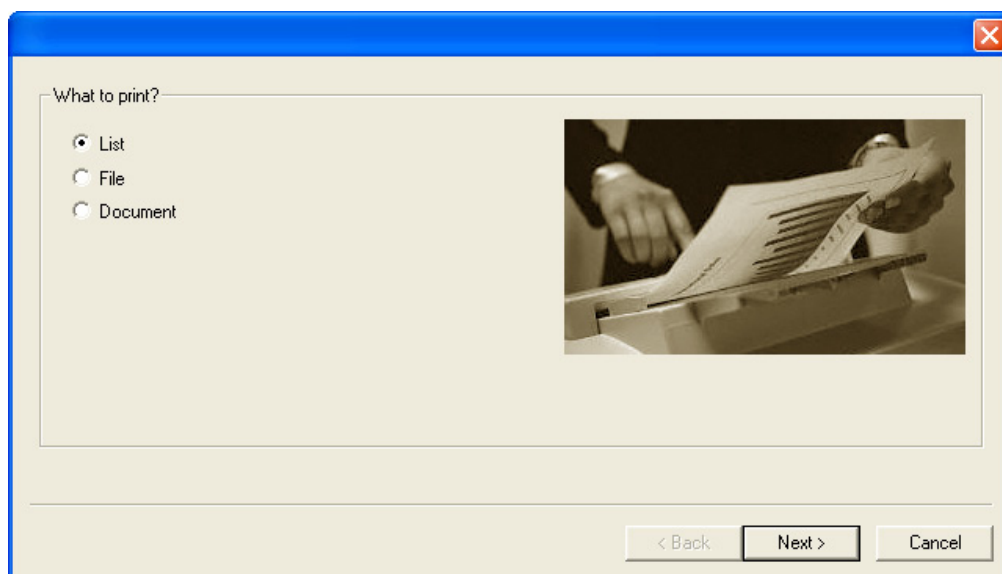 What to print?
List
File
Document
< Back
Next >
Cancel